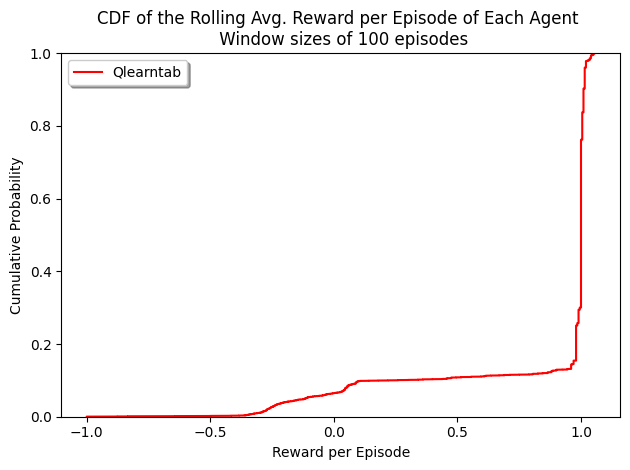 CDF of the Rolling Avg. Reward per Episode of Each Agent
Window sizes of 100 episodes
Qlearntab
1.0
0.8
0.6
0.4
0.2
0.0
Cumulative Probability
−1.0 −0.5 0.0 0.5 1.0
Reward per Episode